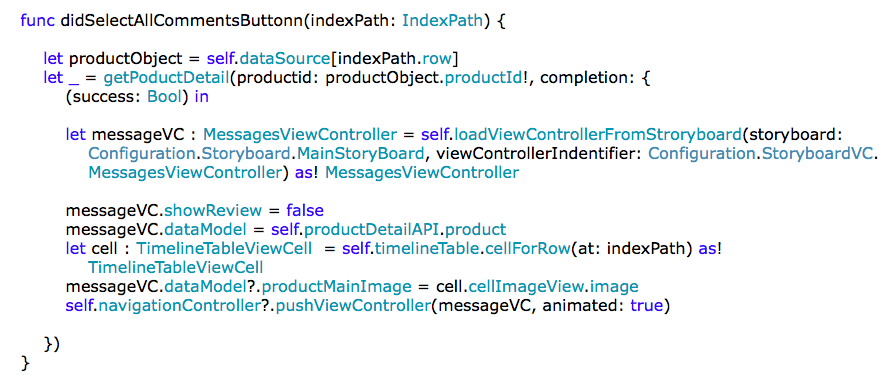 func didSelectAllCommentsButtonn(indexPath: IndexPath) {
let productObject = self.dataSource[indexPath.row]
let _ = getPoductDetail(productid: productObject.productId!, completion: {
(success: Bool) in
let messageVC : MessagesViewController = self.loadViewControllerFromStroryboard(storyboard:
Configuration.Storyboard.MainStoryBoard, viewControllerIndentifier: Configuration.StoryboardVC.
MessagesViewController) as! MessagesViewController
messageVC.showReview = false
messageVC.dataModel = self.productDetailAPI.product
let cell : TimelineTableViewCell  = self.timelineTable.cellForRow(at: indexPath) as!
TimelineTableViewCell
messageVC.dataModel?.productMainImage = cell.cellImageView.image
self.navigationController?.pushViewController(messageVC, animated: true)
})
}